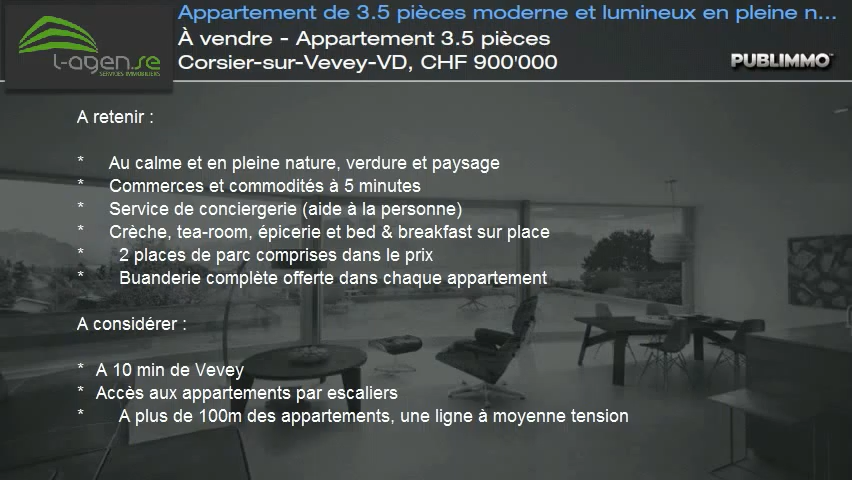 l-agen.se
SERVICES IMMOBILIERS
Appartement de 3.5 pièces moderne et lumineux en pleine n...
À vendre - Appartement 3.5 pièces
Corsier-sur-Vevey-VD, CHF 900'000
PUBLIMMO
A retenir :
* Au calme et en pleine nature, verdure et paysage
* Commerces et commodités à 5 minutes
* Service de conciergerie (aide à la personne)
* Crèche, tea-room, épicerie et bed & breakfast sur place
* 2 places de parc comprises dans le prix
* Buanderie complète offerte dans chaque appartement
A considérer :
* A 10 min de Vevey
* Accès aux appartements par escaliers
* A plus de 100m des appartements, une ligne à moyenne tension